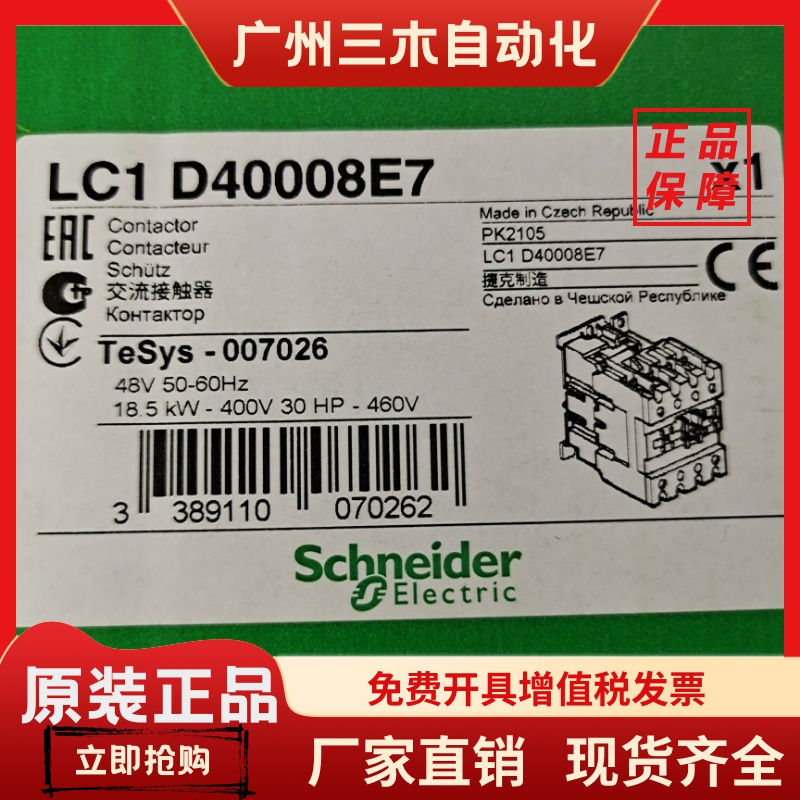 广州三木自动化
LC1 D40008E7
x1
正品
保障
EAC
Contactor
Contacteur
Schütz
交流接触器
Контактор
Made in Czech Republic
PK2105
LC1 D40008E7
捷克制造
Сделано в Чешской Республике
CE
TeSys - 007026
48V 50-60Hz
18.5 kW - 400V 30 HP - 460V
3 389110 070262
Schneider
Electric
原装正品
立即抢购
免费开具增值税发票
厂家直销 现货齐全